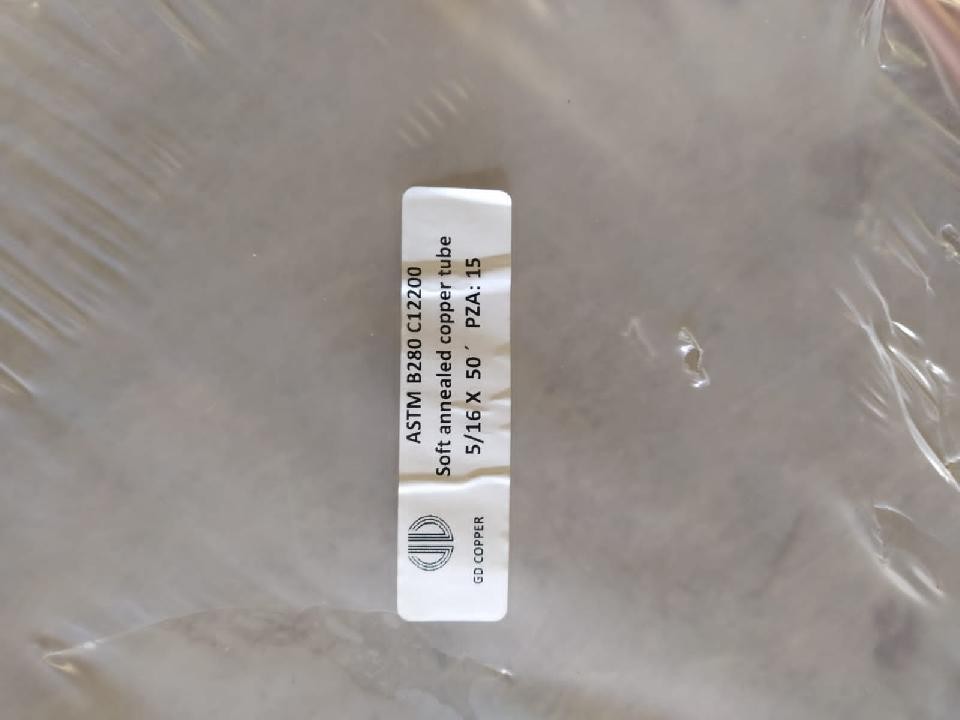 ASTM B280 C12200
Soft annealed copper tube
5/16 X 50´ PZA: 15
GD COPPER